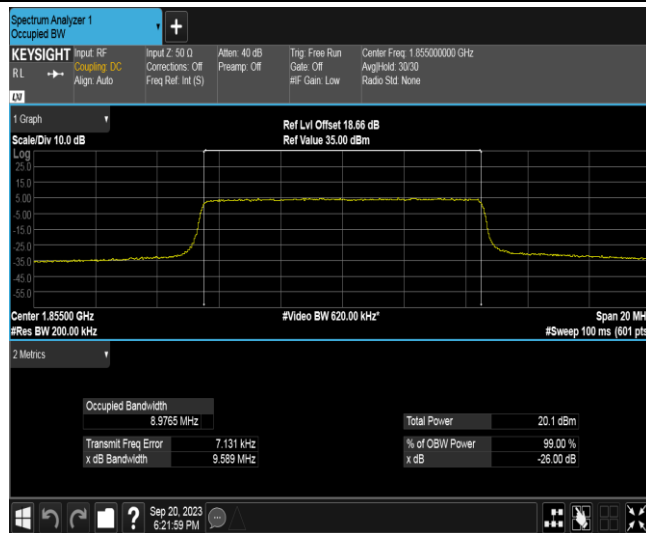 Spectrum Analyzer 1
Occupied BW
+
KEYSIGHT
R L
LXI
Input: RF
Coupling: DC
Align: Auto
Input Z: 50 Ω
Corrections: Off
Freq Ref: Int (S)
Atten: 40 dB
Preamp: Off
Trig: Free Run
Gate: Off
#IF Gain: Low
Center Freq: 1.855000000 GHz
Avg|Hold: 30/30
Radio Std: None
1 Graph
Scale/Div 10.0 dB
Ref Lvl Offset 18.66 dB
Ref Value 35.00 dBm
Log
25.0
15.0
5.00
-5.00
-15.0
-25.0
-35.0
-45.0
-55.0
Center 1.85500 GHz
#Res BW 200.00 kHz
#Video BW 620.00 kHz*
Span 20 MH
#Sweep 100 ms (601 pts
2 Metrics
Occupied Bandwidth
8.9765 MHz
Transmit Freq Error 7.131 kHz
x dB Bandwidth 9.589 MHz
Total Power 20.1 dBm
% of OBW Power 99.00 %
x dB -26.00 dB
?
Sep 20, 2023
6:21:59 PM